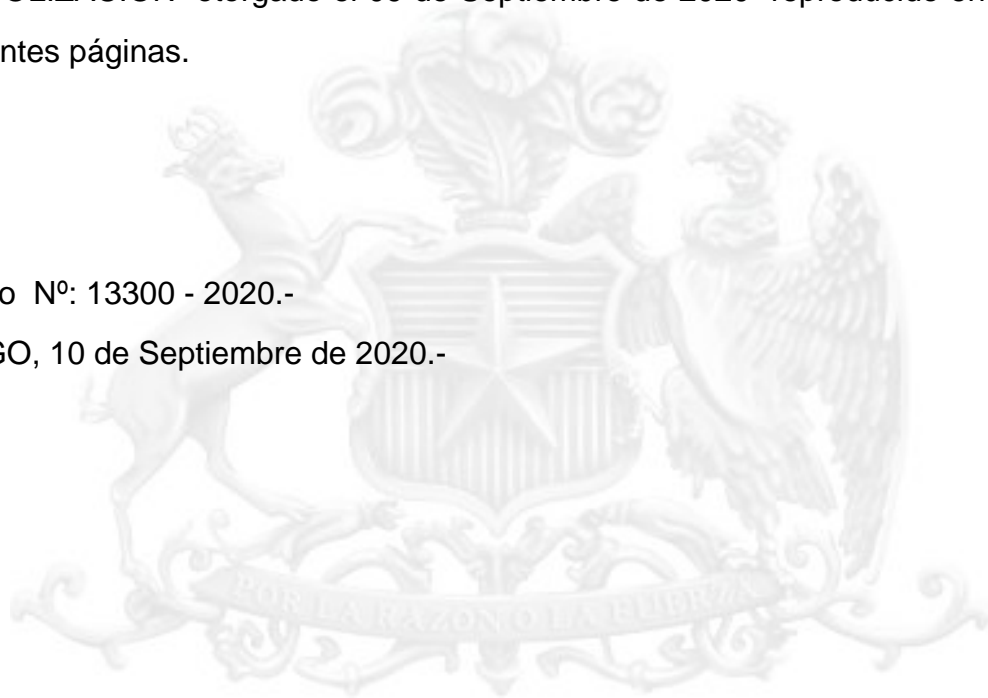 otorgado el de Septiembre de 2020 reproducido en
ntes páginas.
o Nº: 13300 - 2020.-
GO, 10 de Septiembre de 2020.-
POR LA RAZON O LA FUERZA